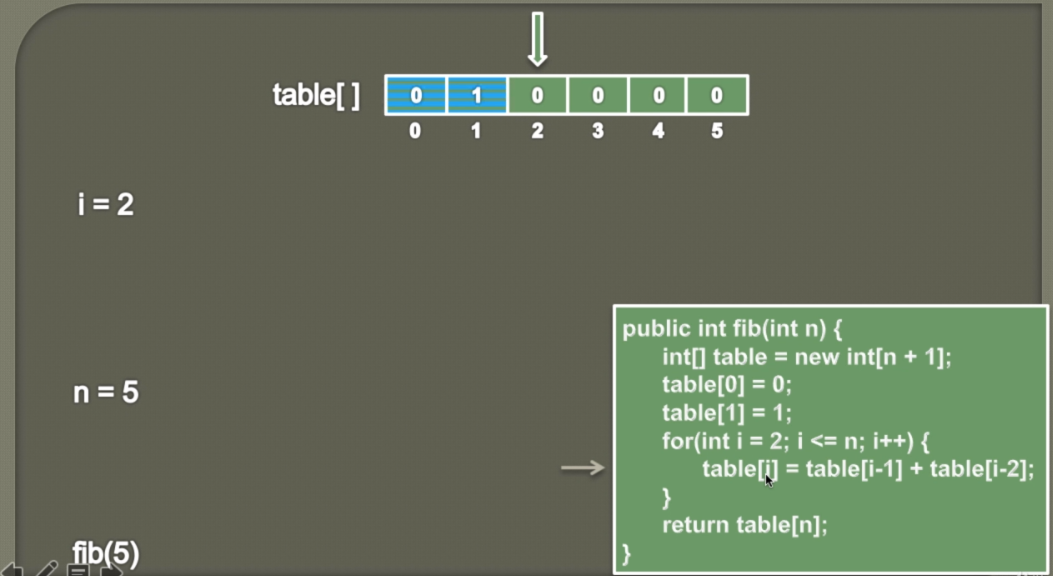 table[ ] 0 1 0 0 0 0
0 1 2 3 4 5
i = 2
n = 5
fib(5)
public int fib(int n) {
int[] table = new int[n + 1];
table[0] = 0;
table[1] = 1;
for(int i = 2; i <= n; i++) {
table[i] = table[i-1] + table[i-2];
}
return table[n];
}